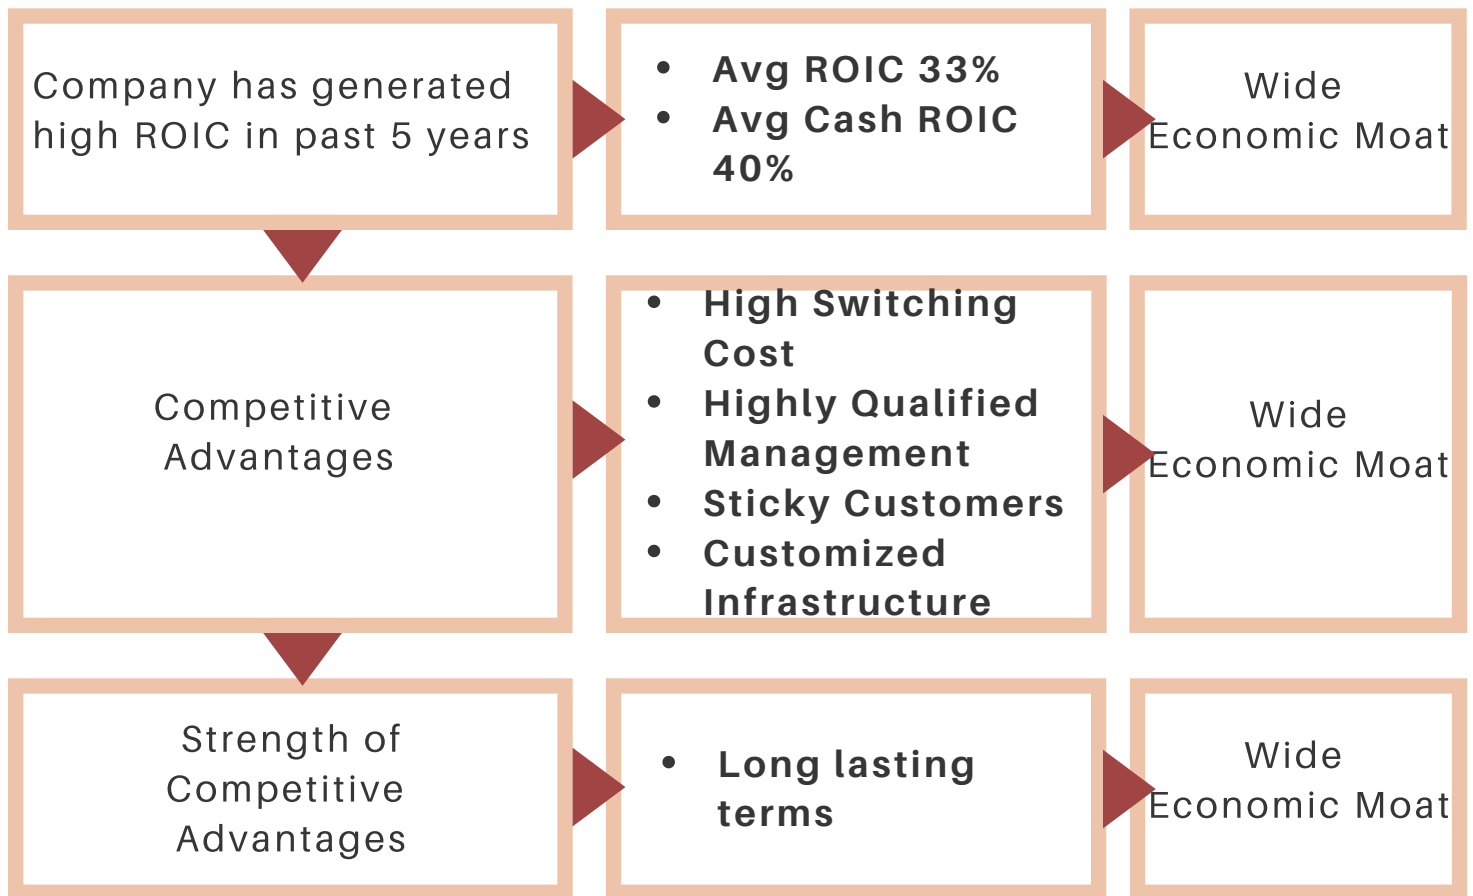 Company has generated
high ROIC in past 5 years
• Avg ROIC 33%
• Avg Cash ROIC
40%
Wide
Economic Moat
Competitive
Advantages
• High Switching
Cost
• Highly Qualified
Management
• Sticky Customers
• Customized
Infrastructure
Wide
Economic Moat
Strength of
Competitive
Advantages
• Long lasting
terms
Wide
Economic Moat